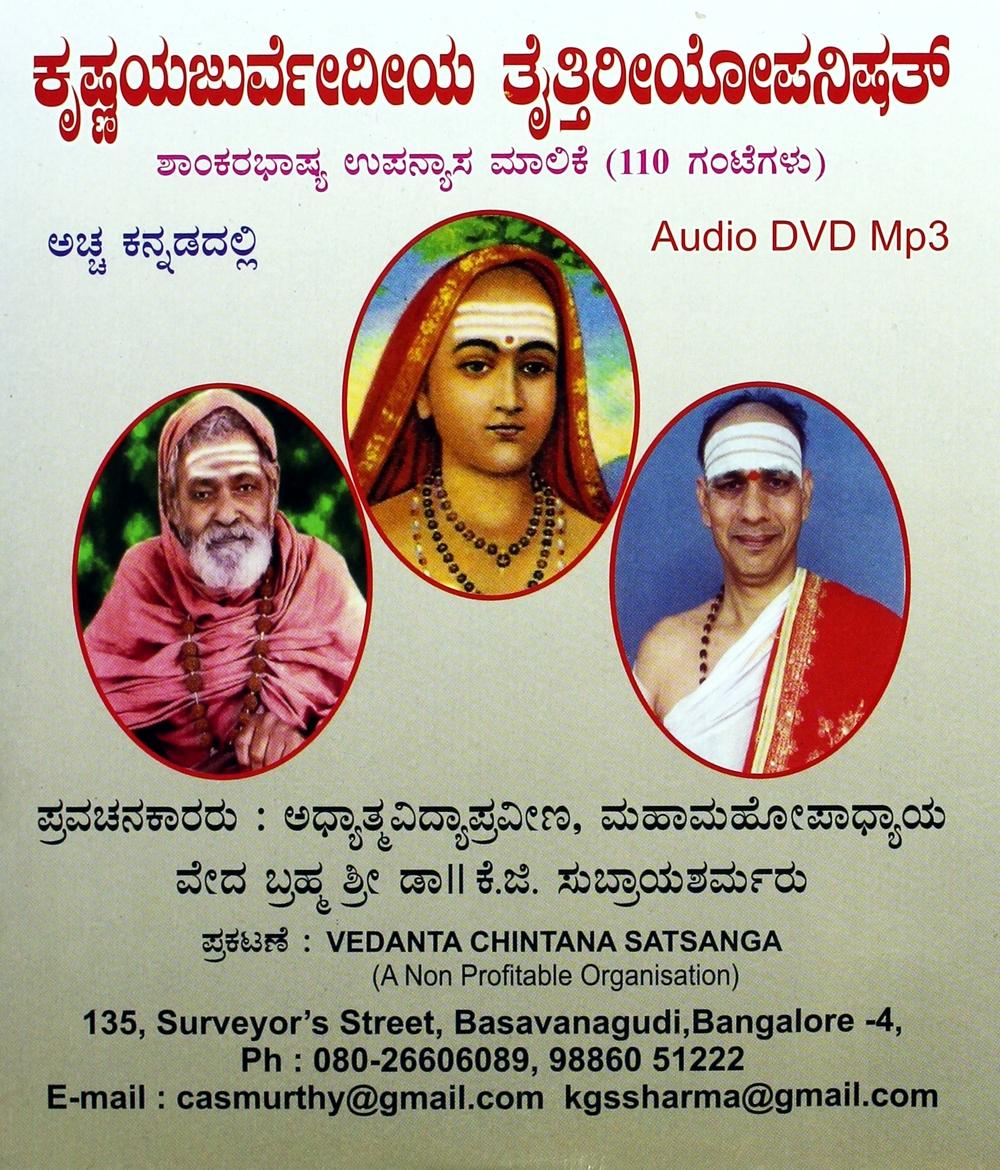 ಕೃಷ್ಣಯಜುರ್ವೇದೀಯ ತೈತ್ತಿರೀಯೋಪನಿಷತ್
ಶಾಂಕರಭಾಷ್ಯ ಉಪನ್ಯಾಸ ಮಾಲಿಕೆ (110 ಗಂಟೆಗಳು)
ಅಚ್ಚ ಕನ್ನಡದಲ್ಲಿ
Audio DVD Mp3
ಪ್ರವಚನಕಾರರು : ಅಧ್ಯಾತ್ಮವಿದ್ಯಾಪ್ರವೀಣ, ಮಹಾಮಹೋಪಾಧ್ಯಾಯ
ವೇದ ಬ್ರಹ್ಮ ಶ್ರೀ ಡಾ॥ ಕೆ.ಜಿ. ಸುಬ್ರಾಯಶರ್ಮರು
ಪ್ರಕಟಣೆ : VEDANTA CHINTANA SATSANGA
(A Non Profitable Organisation)
135, Surveyor's Street, Basavanagudi,Bangalore -4,
Ph : 080-26606089, 98860 51222
E-mail : casmurthy@gmail.com kgssharma@gmail.com